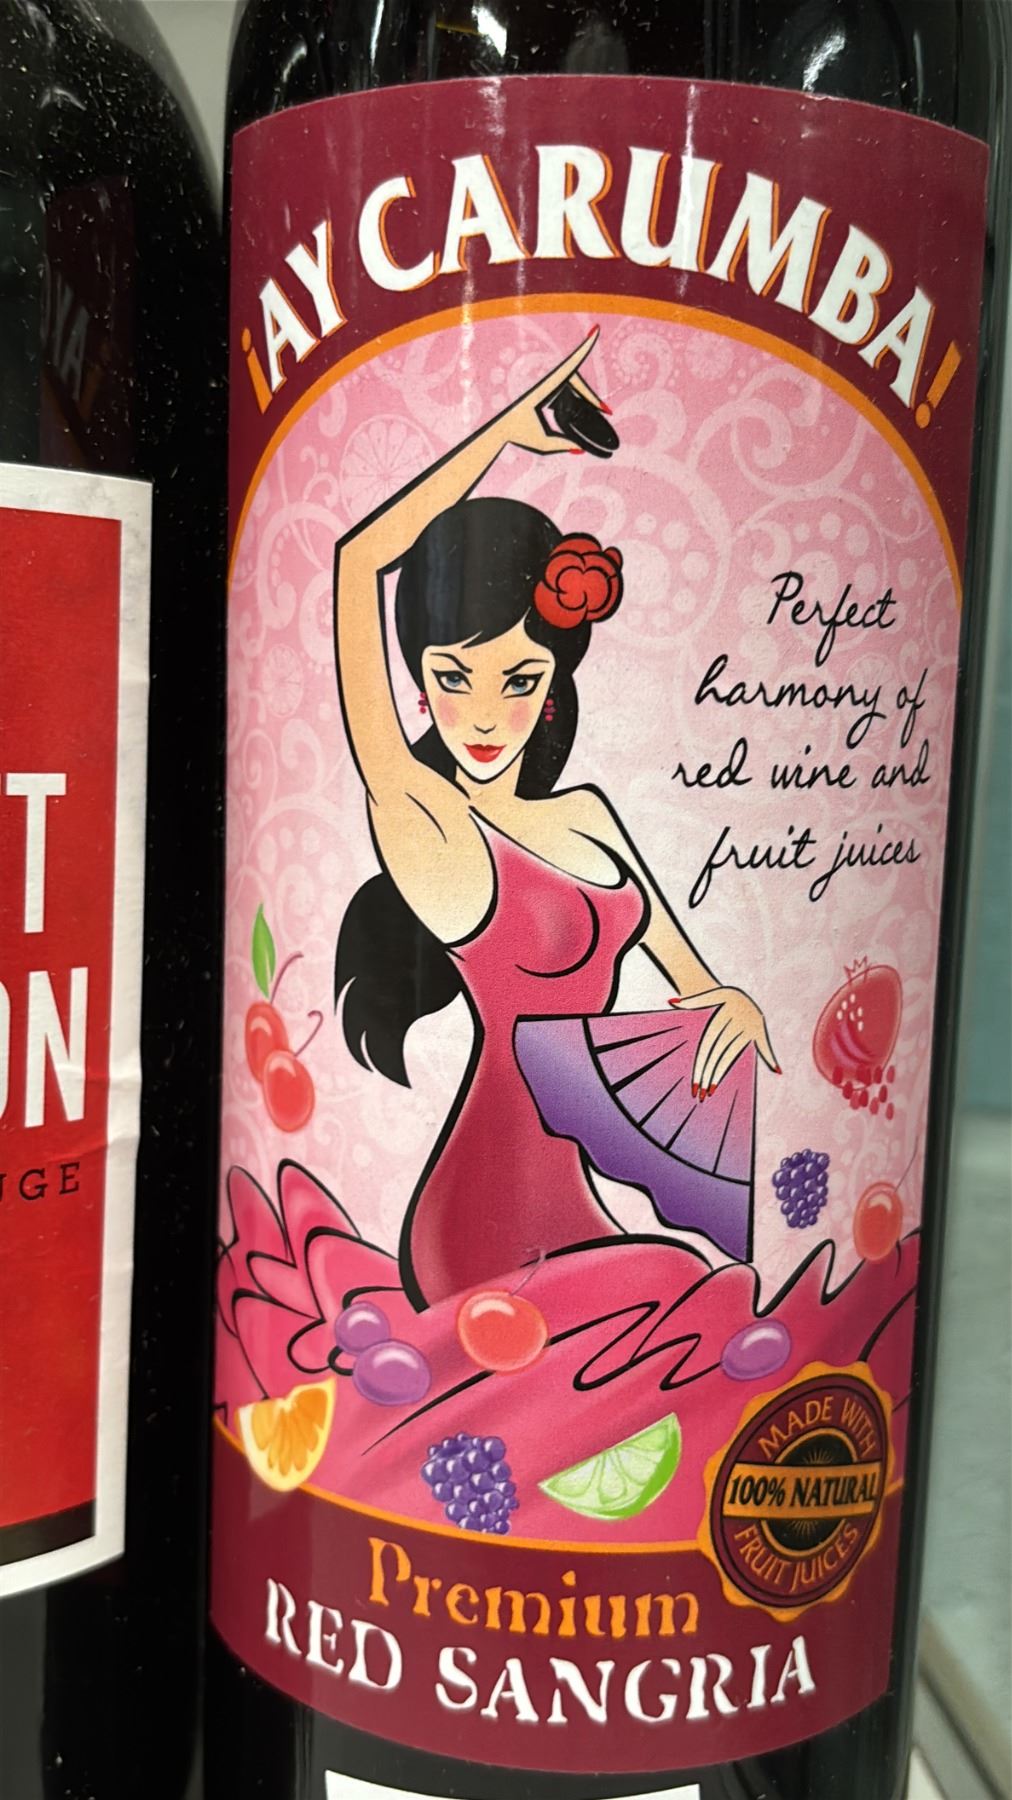 ¡AY CARUMBA!
Perfect
harmony of
red wine and
fruit juices
MADE WITH
100% NATURAL
FRUIT JUICES
Premium
RED SANGRIA